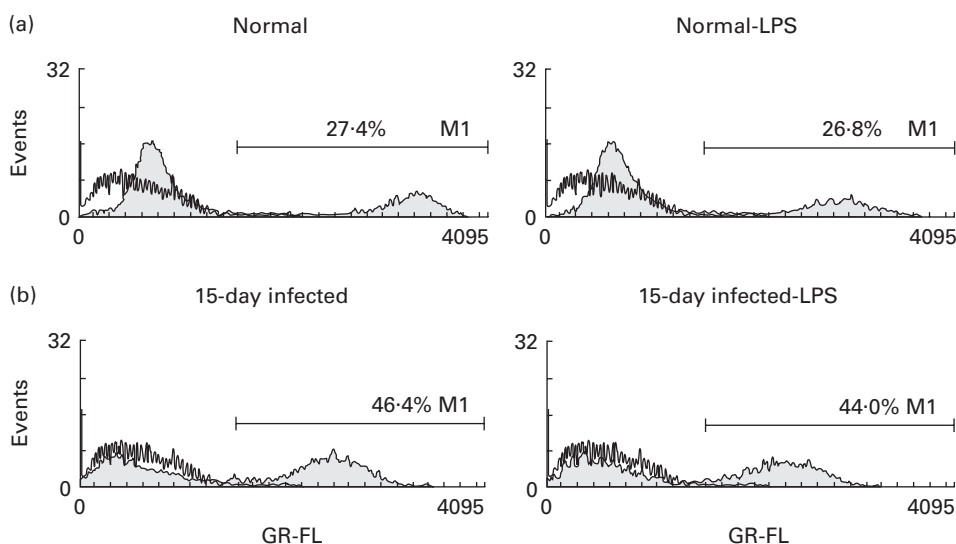 (a)
Normal
Normal-LPS
32
Events
27·4% M1
0
0
4095
32
26·8% M1
0
0
4095
(b)
15-day infected
15-day infected-LPS
32
Events
46·4% M1
0
0
4095
GR-FL
32
44·0% M1
0
0
4095
GR-FL